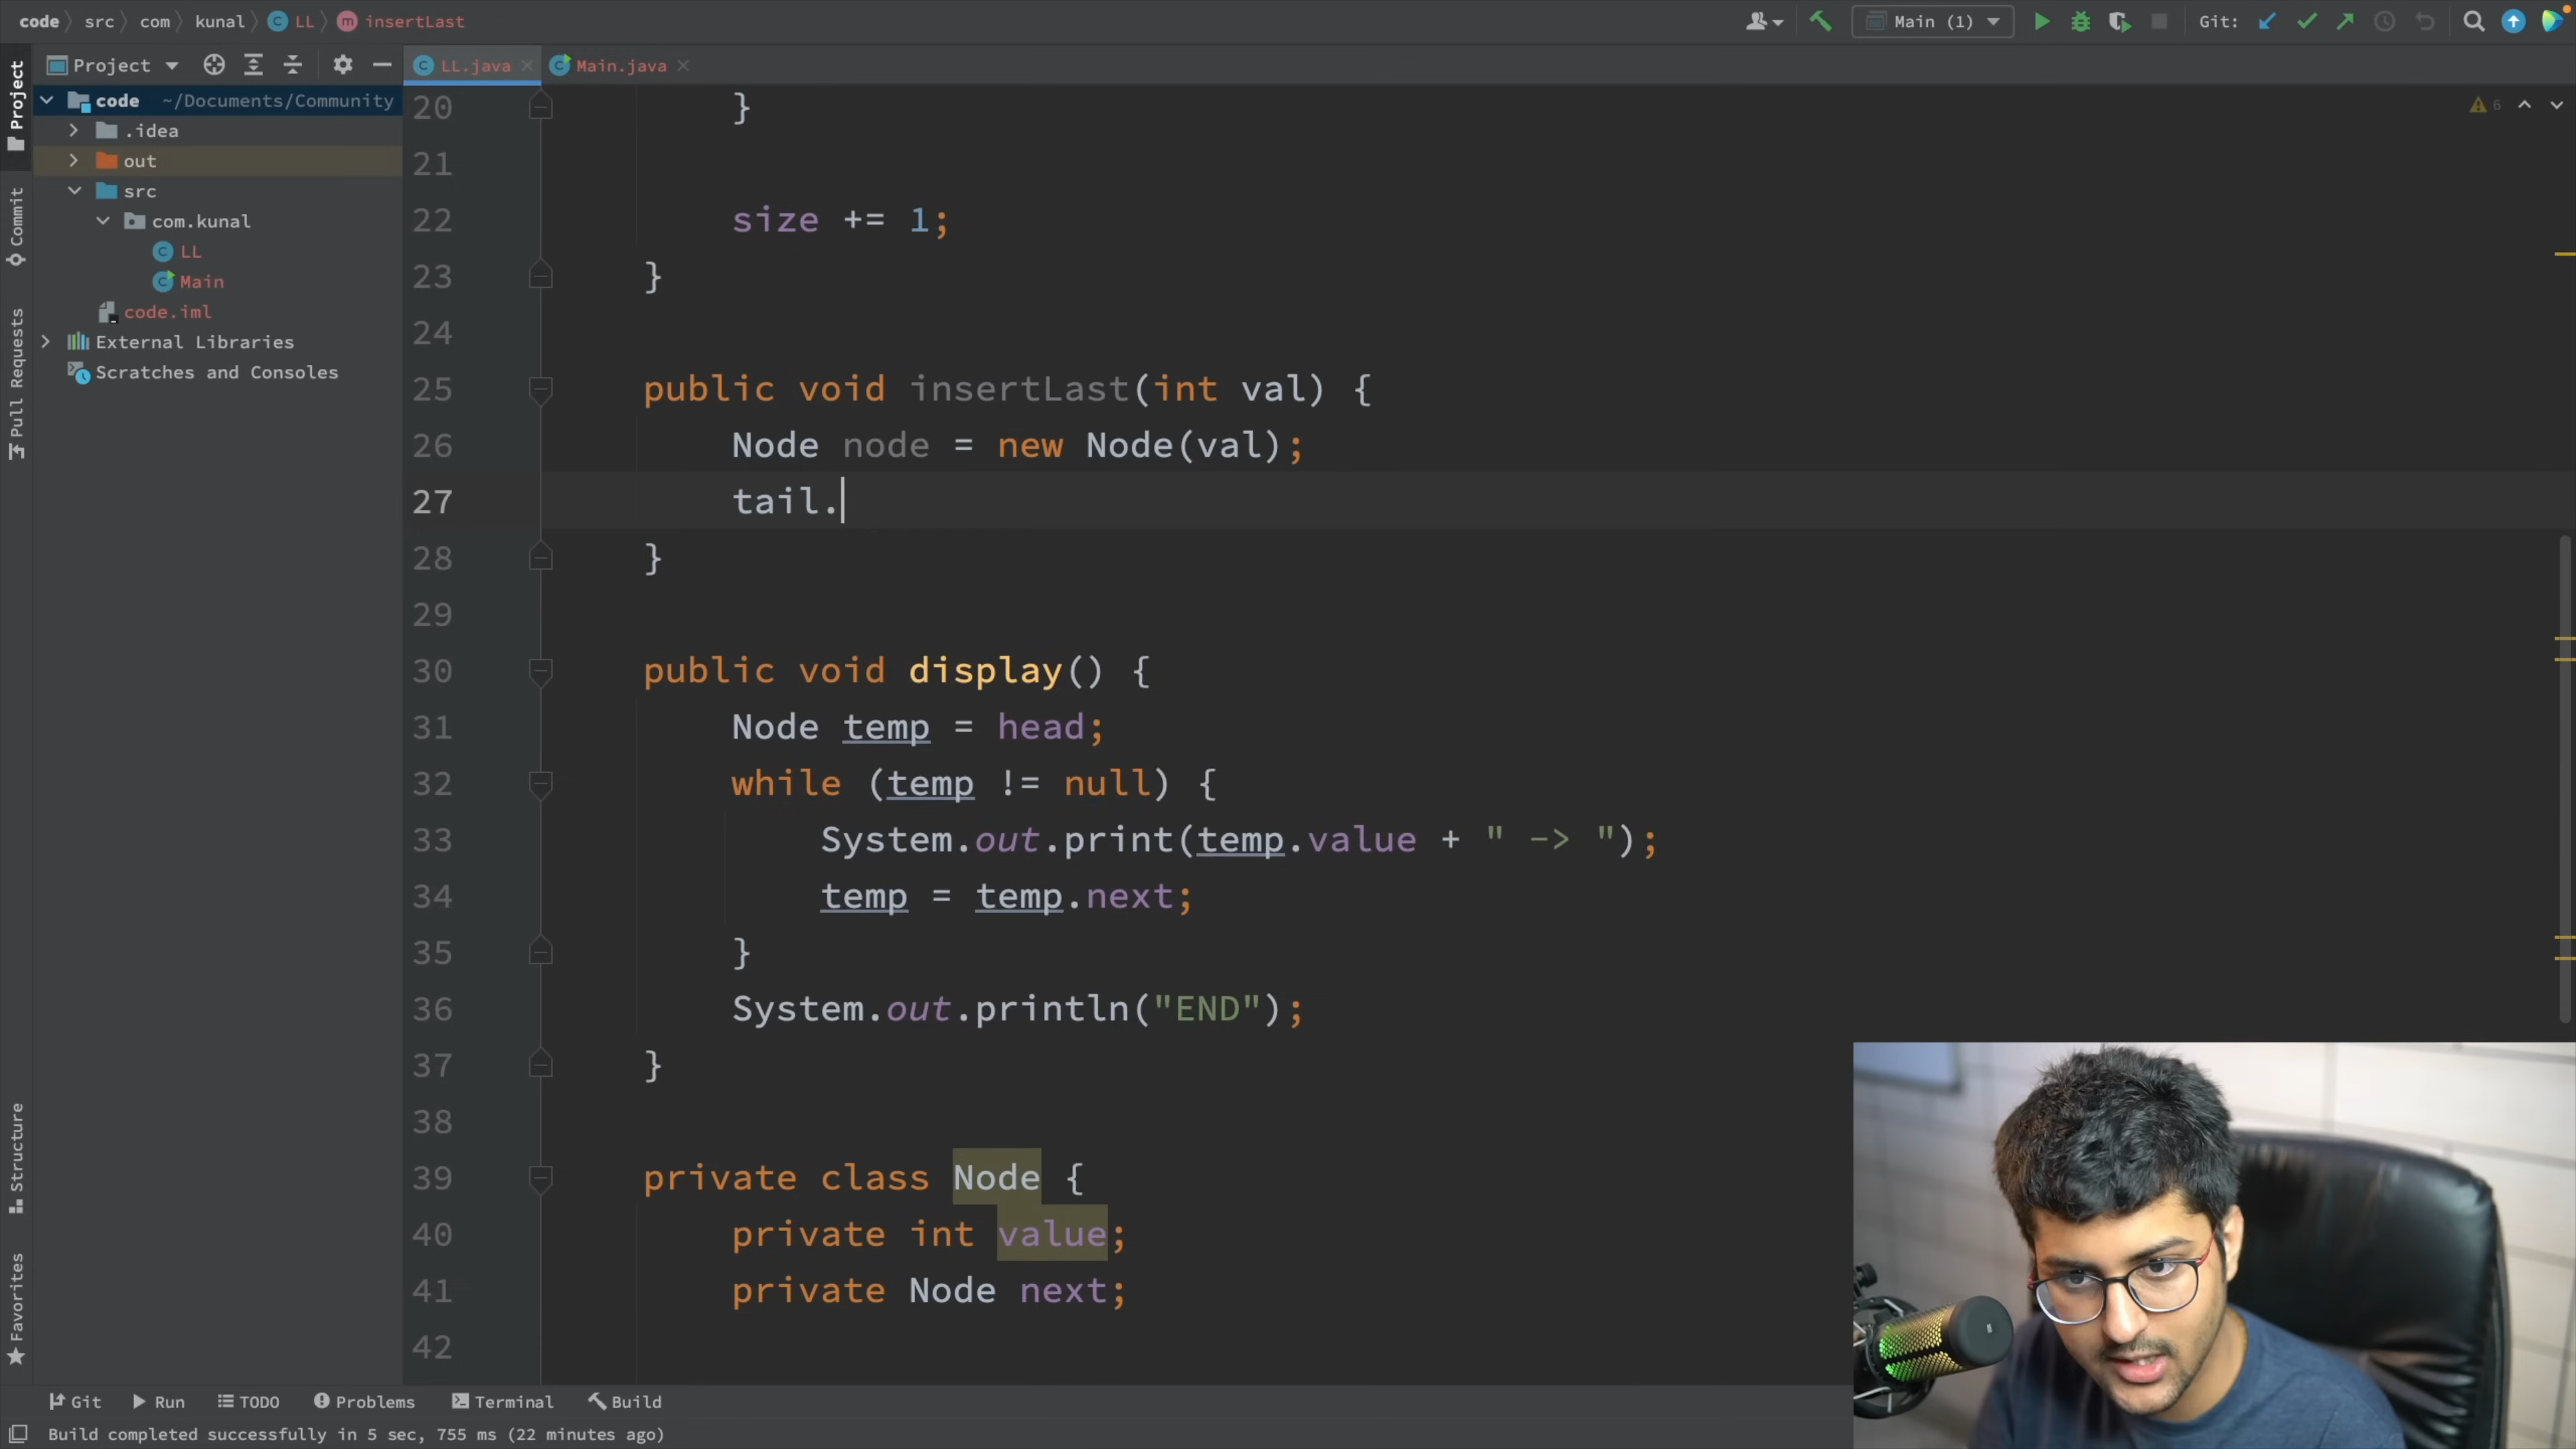 code src com kunal LL insertLast Main (1) Git:
Project LL.java Main.java
code ~/Documents/Community
.idea
out
src
com.kunal
LL
Main
code.iml
External Libraries
Scratches and Consoles
Project
Commit
Pull Requests
Structure
Favorites
6
20 }
21
22 size += 1;
23 }
24
25 public void insertLast(int val) {
26 Node node = new Node(val);
27 tail.
28 }
29
30 public void display() {
31 Node temp = head;
32 while (temp != null) {
33 System.out.print(temp.value + " -> ");
34 temp = temp.next;
35 }
36 System.out.println("END");
37 }
38
39 private class Node {
40 private int value;
41 private Node next;
42
Git Run TODO Problems Terminal Build
Build completed successfully in 5 sec, 755 ms (22 minutes ago)